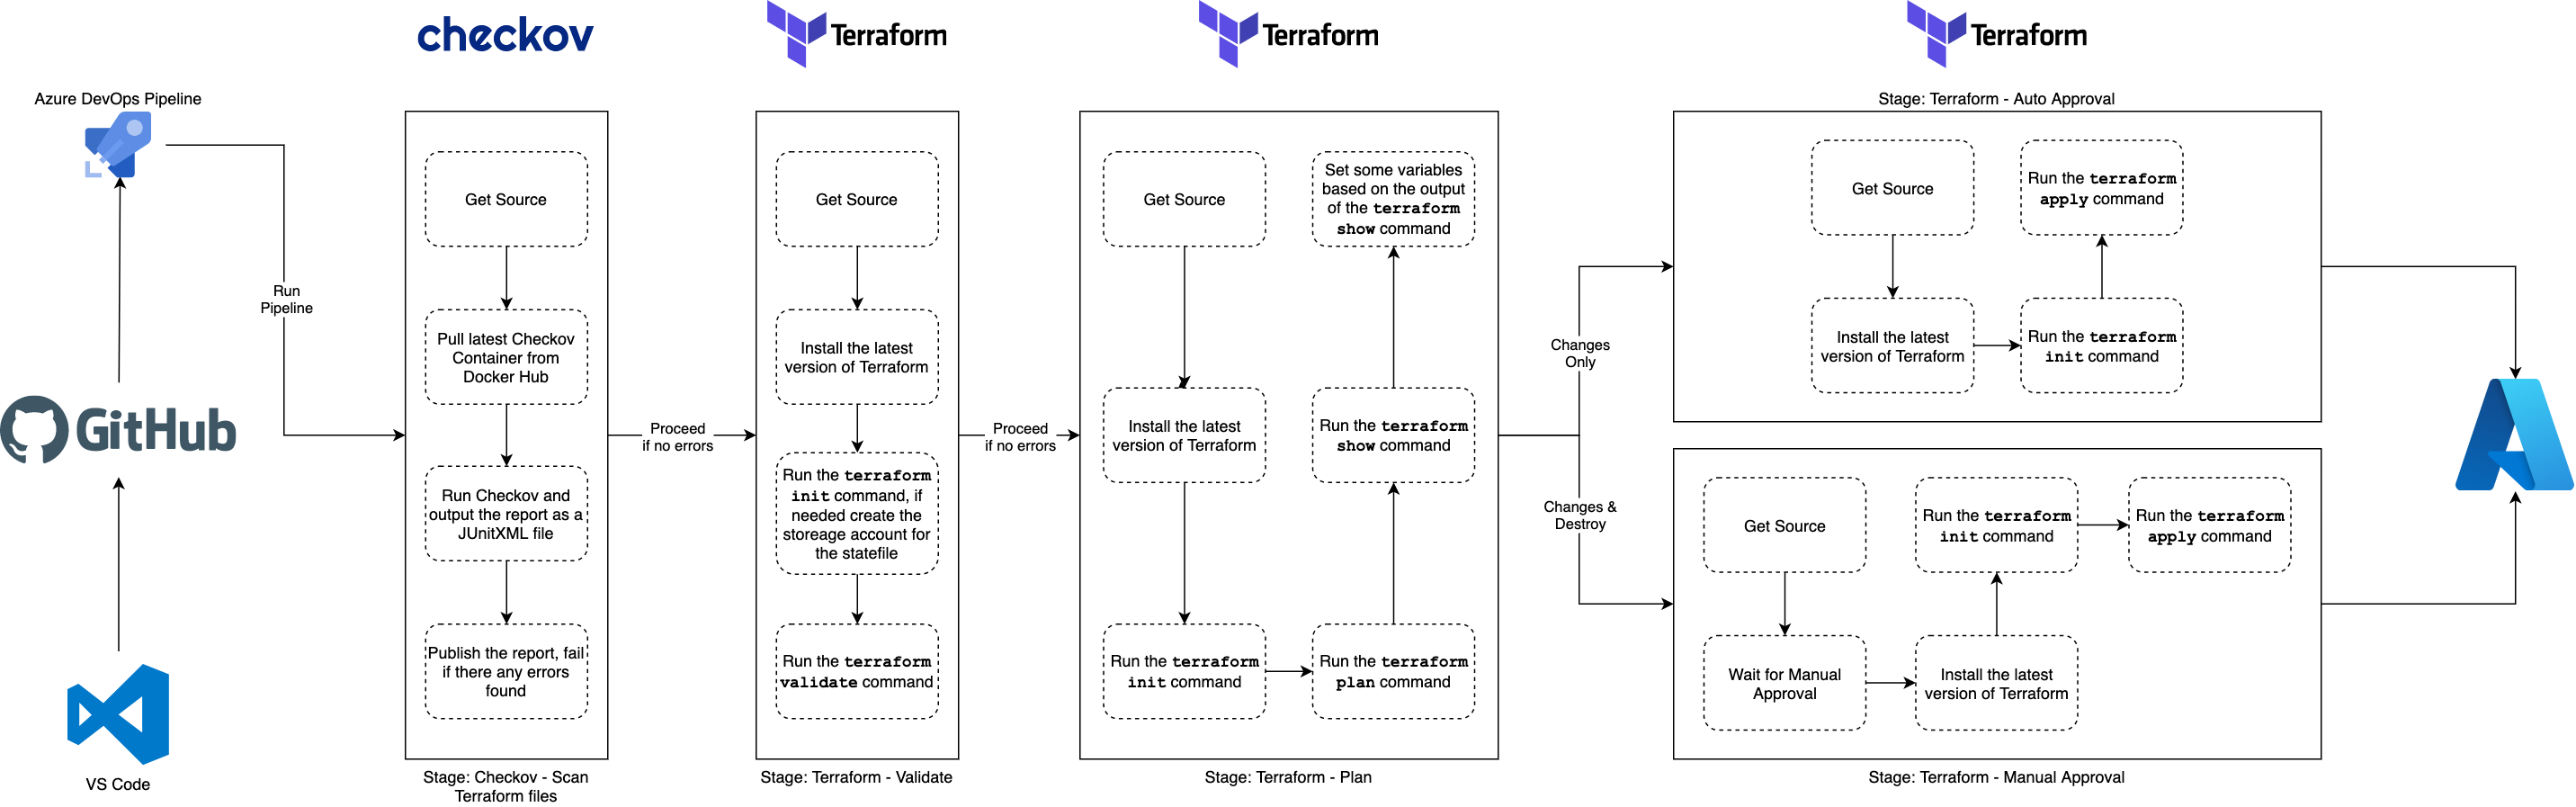 checkov
Terraform
Terraform
Terraform
Azure DevOps Pipeline
GitHub
VS Code
Run
Pipeline
Get Source
Pull latest Checkov
Container from
Docker Hub
Run Checkov and
output the report as a
JUnitXML file
Publish the report, fail
if there any errors
found
Stage: Checkov - Scan
Terraform files
Proceed
if no errors
Get Source
Install the latest
version of Terraform
Run the terraform
init command, if
needed create the
storeage account for
the statefile
Run the terraform
validate command
Stage: Terraform - Validate
Proceed
if no errors
Get Source
Install the latest
version of Terraform
Run the terraform
init command
Run the terraform
plan command
Run the terraform
show command
Set some variables
based on the output
of the terraform
show command
Stage: Terraform - Plan
Changes
Only
Changes &
Destroy
Stage: Terraform - Auto Approval
Get Source
Install the latest
version of Terraform
Run the terraform
init command
Run the terraform
apply command
Get Source
Wait for Manual
Approval
Install the latest
version of Terraform
Run the terraform
init command
Run the terraform
apply command
Stage: Terraform - Manual Approval